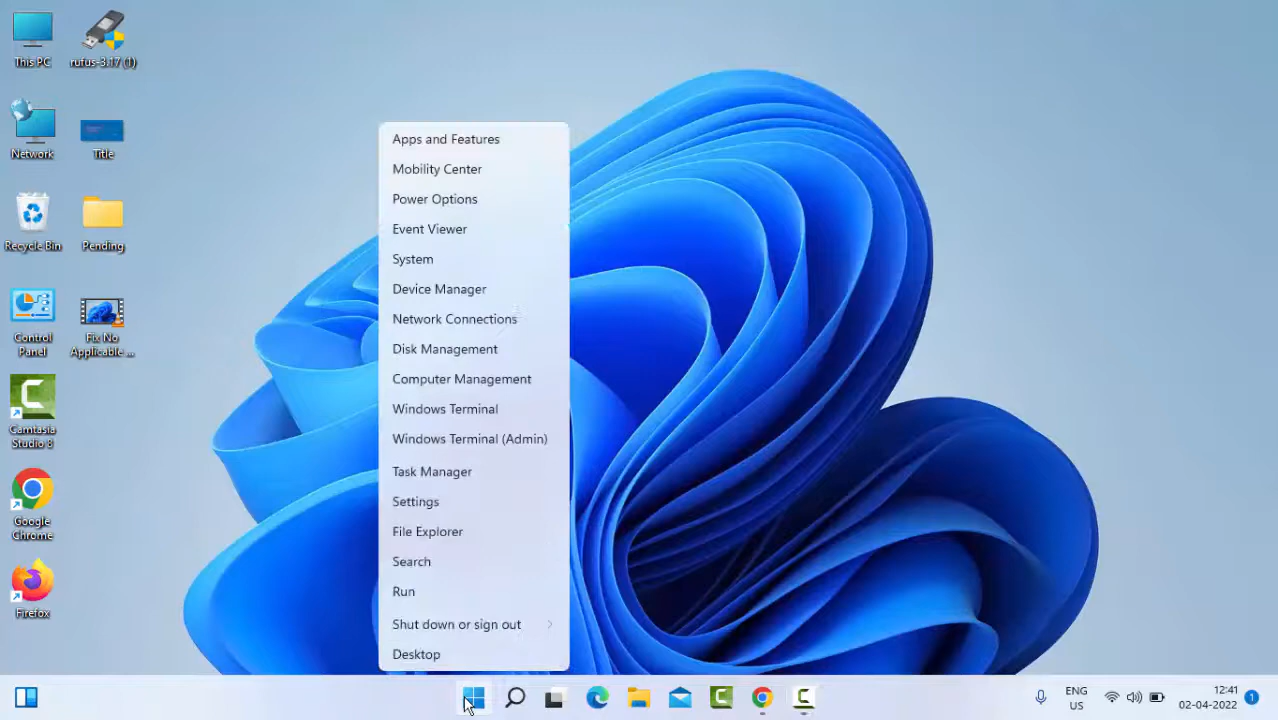 This PC
rufus-3.17 (1)
Network
Title
Recycle Bin
Pending
Control
Panel
Fix No
Applicable ...
Camtasia
Studio 8
Google
Chrome
Firefox
Apps and Features
Mobility Center
Power Options
Event Viewer
System
Device Manager
Network Connections
Disk Management
Computer Management
Windows Terminal
Windows Terminal (Admin)
Task Manager
Settings
File Explorer
Search
Run
Shut down or sign out
Desktop
ENG
US
12:41
02-04-2022
1